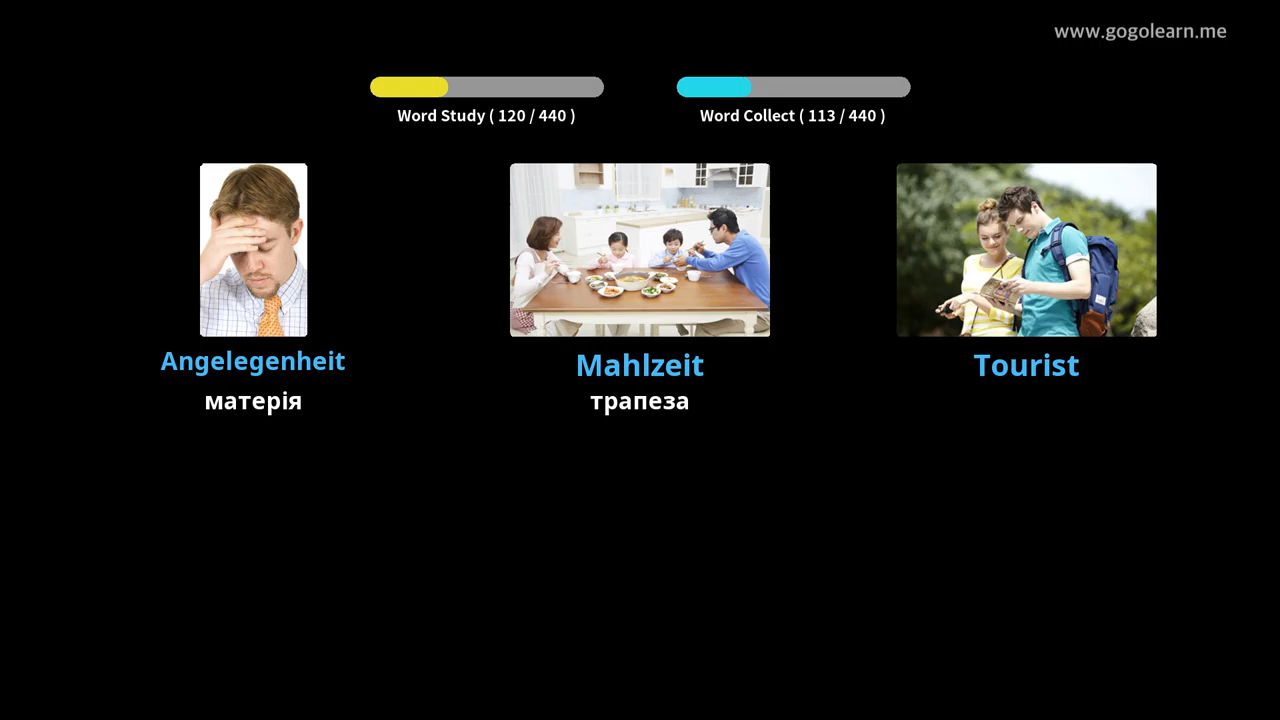 www.gogolearn.me
Word Study ( 120 / 440 )
Word Collect ( 113 / 440 )
Angelegenheit
Mahlzeit
Tourist
матерія
трапеза